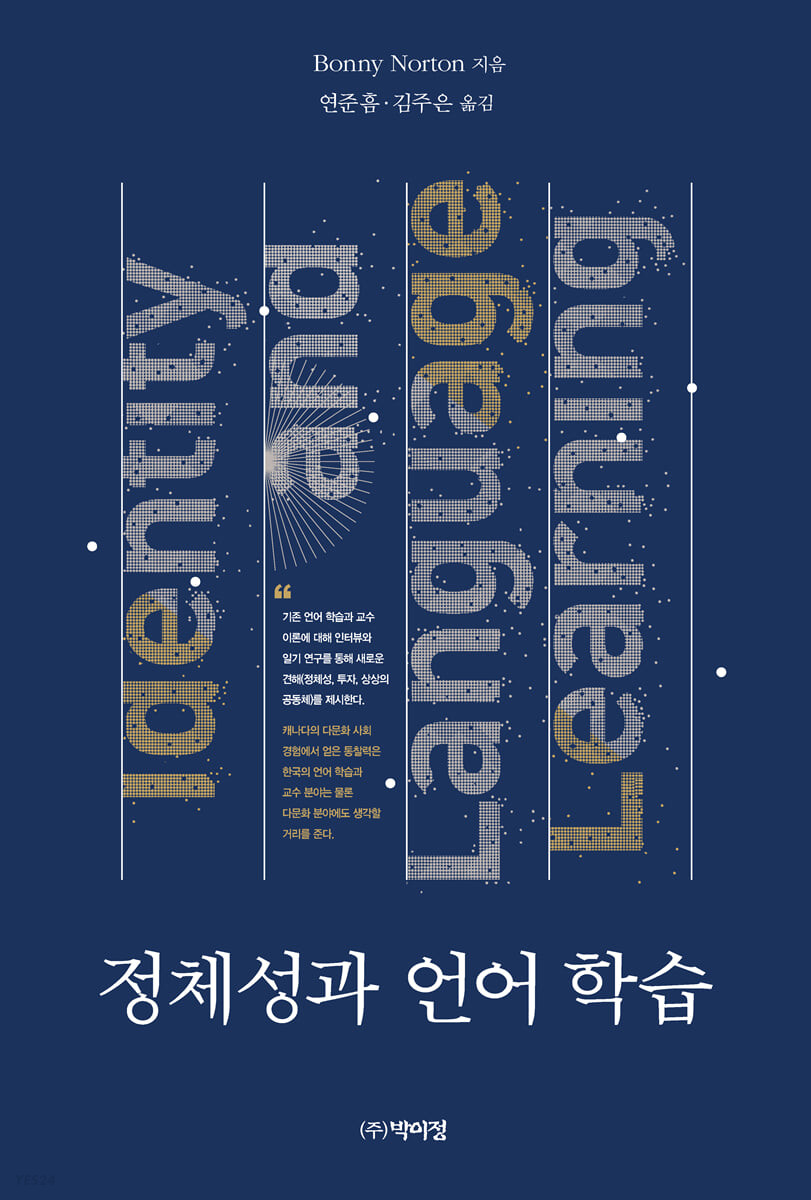 Bonny Norton 지음
연준흠·김주은 옮김
Identity
and
Language
Learning
“
기존 언어 학습과 교수
이론에 대해 인터뷰와
일기 연구를 통해 새로운
견해(정체성, 투자, 상상의
공동체)를 제시한다.
캐나다의 다문화 사회
경험에서 얻은 통찰력은
한국의 언어 학습과
교수 분야는 물론
다문화 분야에도 생각할
거리를 준다.
정체성과 언어 학습
(주)박이정